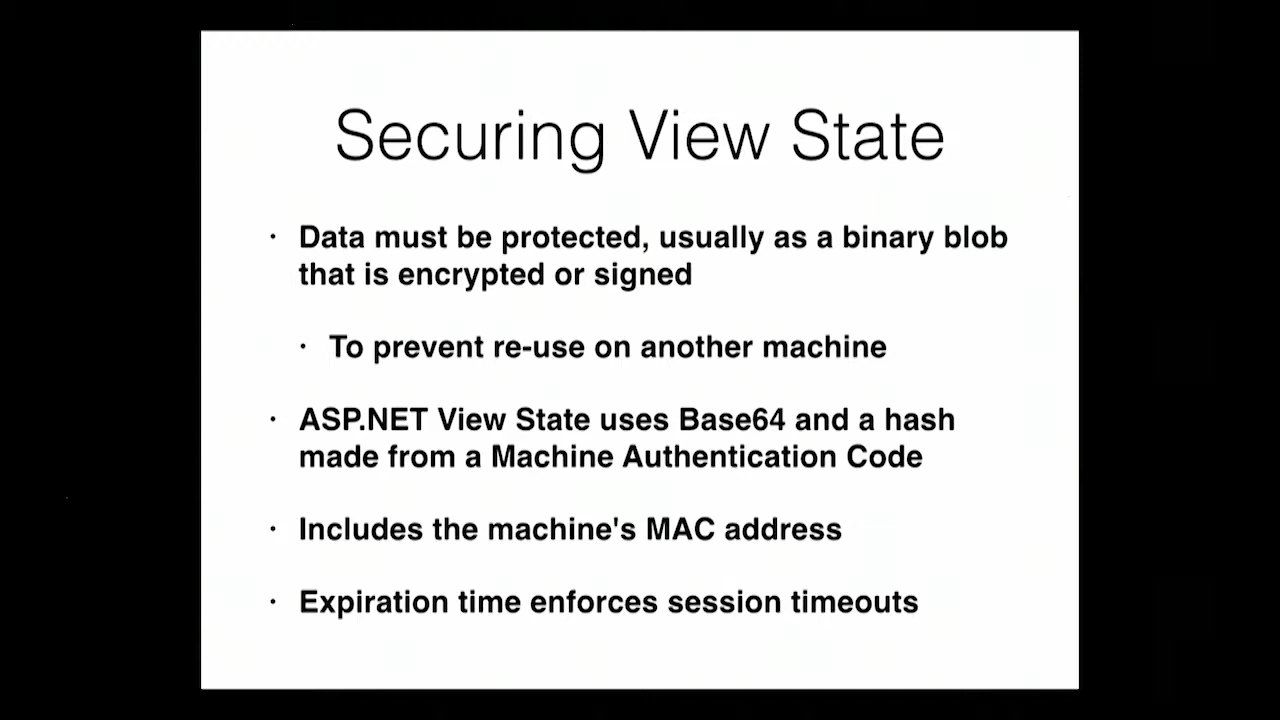 Securing View State
• Data must be protected, usually as a binary blob
that is encrypted or signed
• To prevent re-use on another machine
• ASP.NET View State uses Base64 and a hash
made from a Machine Authentication Code
• Includes the machine's MAC address
• Expiration time enforces session timeouts